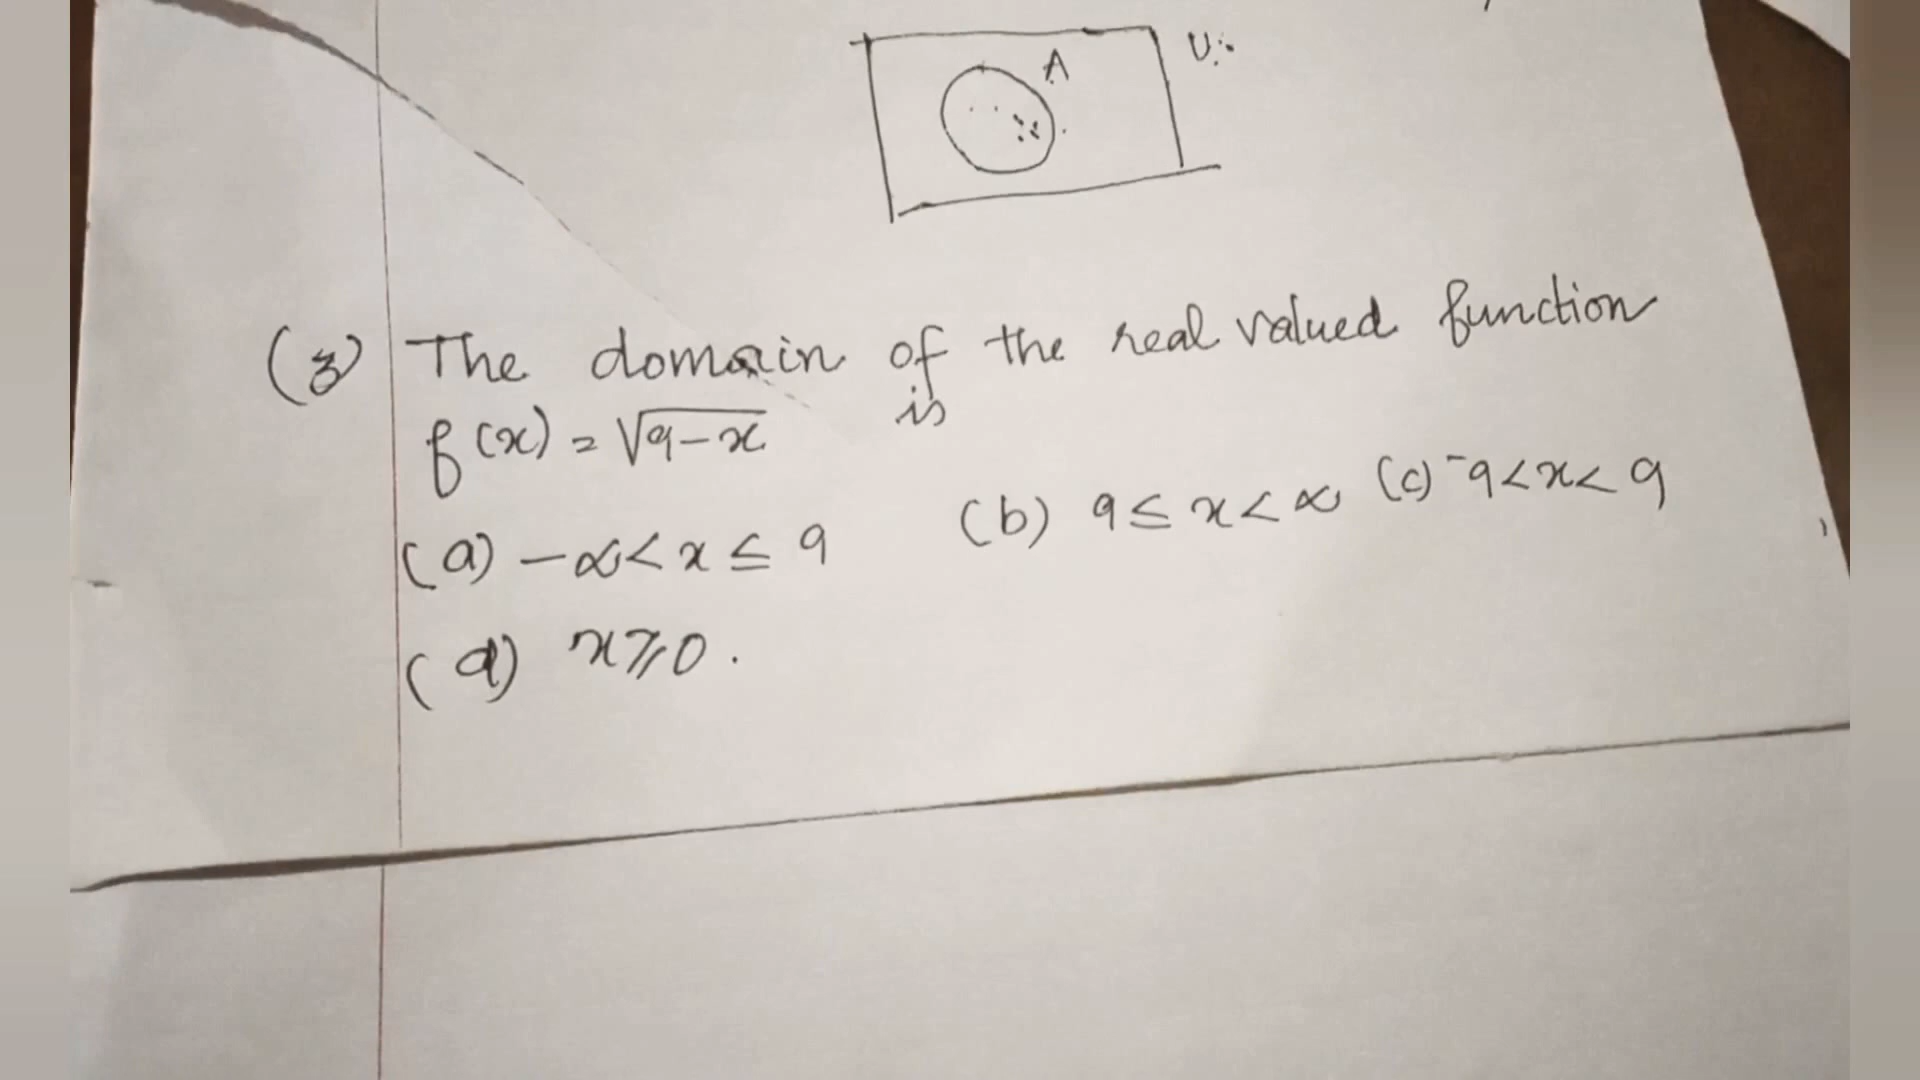 A
U
(3) The domain of the real valued function
f(x) = √9-x is
(a) -∞<x≤9 (b) 9≤x<∞ (c) -9<x<9
(d) x≥0.